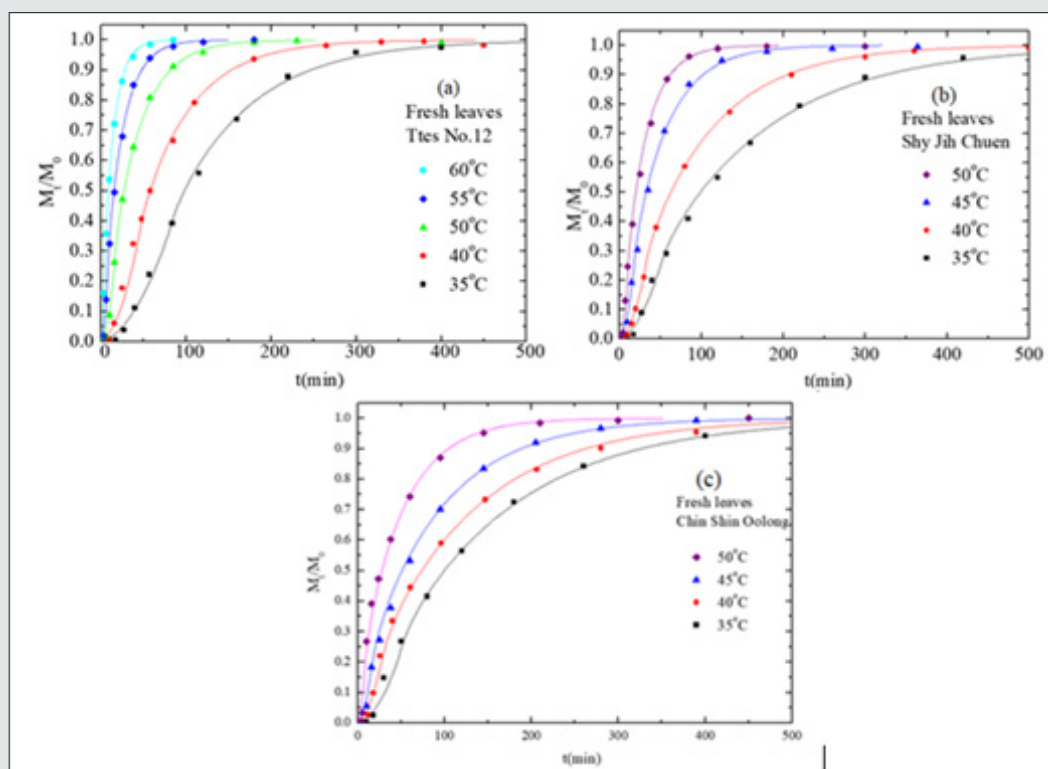 (a)
Fresh leaves
Ttes No.12
60°C
55°C
50°C
40°C
35°C
1.0
0.9
0.8
0.7
0.6
0.5
0.4
0.3
0.2
0.1
0.0
Mt/M0
0 100 200 300 400 500
t(min)
(b)
Fresh leaves
Shy Jih Chuen
50°C
45°C
40°C
35°C
1.0
0.9
0.8
0.7
0.6
0.5
0.4
0.3
0.2
0.1
0.0
Mt/M0
0 100 200 300 400 500
t(min)
(c)
Fresh leaves
Chin Shin Oolong
50°C
45°C
40°C
35°C
1.0
0.9
0.8
0.7
0.6
0.5
0.4
0.3
0.2
0.1
0.0
Mt/M0
0 100 200 300 400 500
t(min)